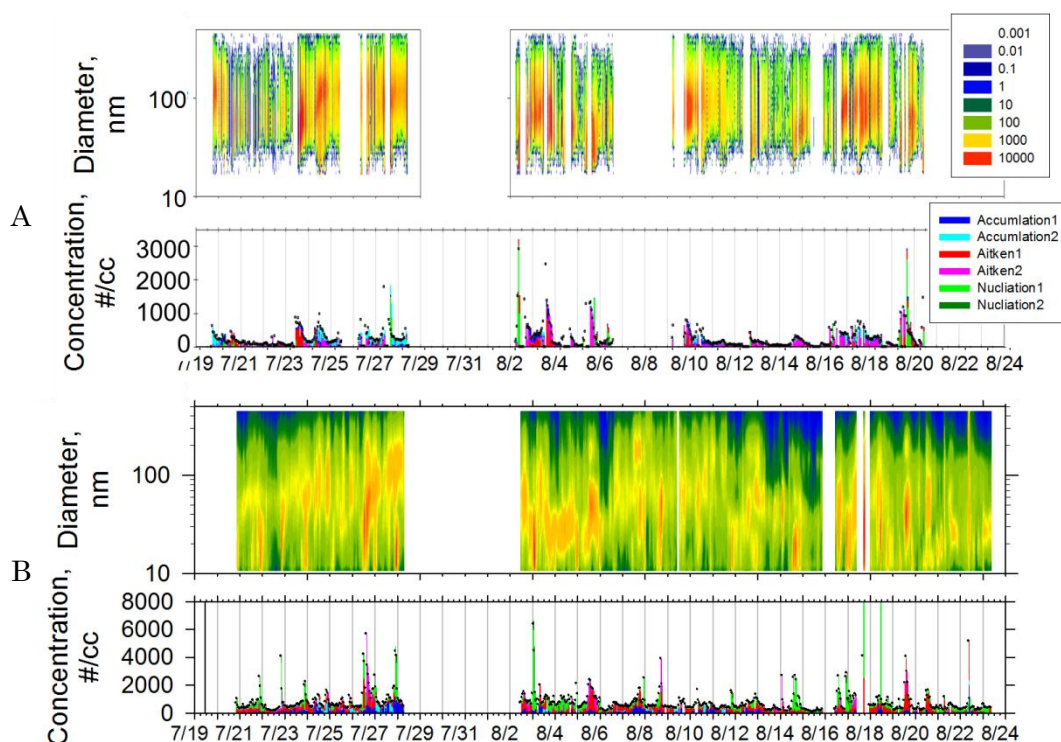 A
Diameter,
nm
100
10
0.001
0.01
0.1
1
10
100
1000
10000
Concentration,
#/cc
3000
2000
1000
0
Accumlation1
Accumlation2
Aitken1
Aitken2
Nucliation1
Nucliation2
7/19 7/21 7/23 7/25 7/27 7/29 7/31 8/2 8/4 8/6 8/8 8/10 8/12 8/14 8/16 8/18 8/20 8/22 8/24
B
Diameter,
nm
100
10
Concentration,
#/cc
8000
6000
4000
2000
0
7/19 7/21 7/23 7/25 7/27 7/29 7/31 8/2 8/4 8/6 8/8 8/10 8/12 8/14 8/16 8/18 8/20 8/22 8/24